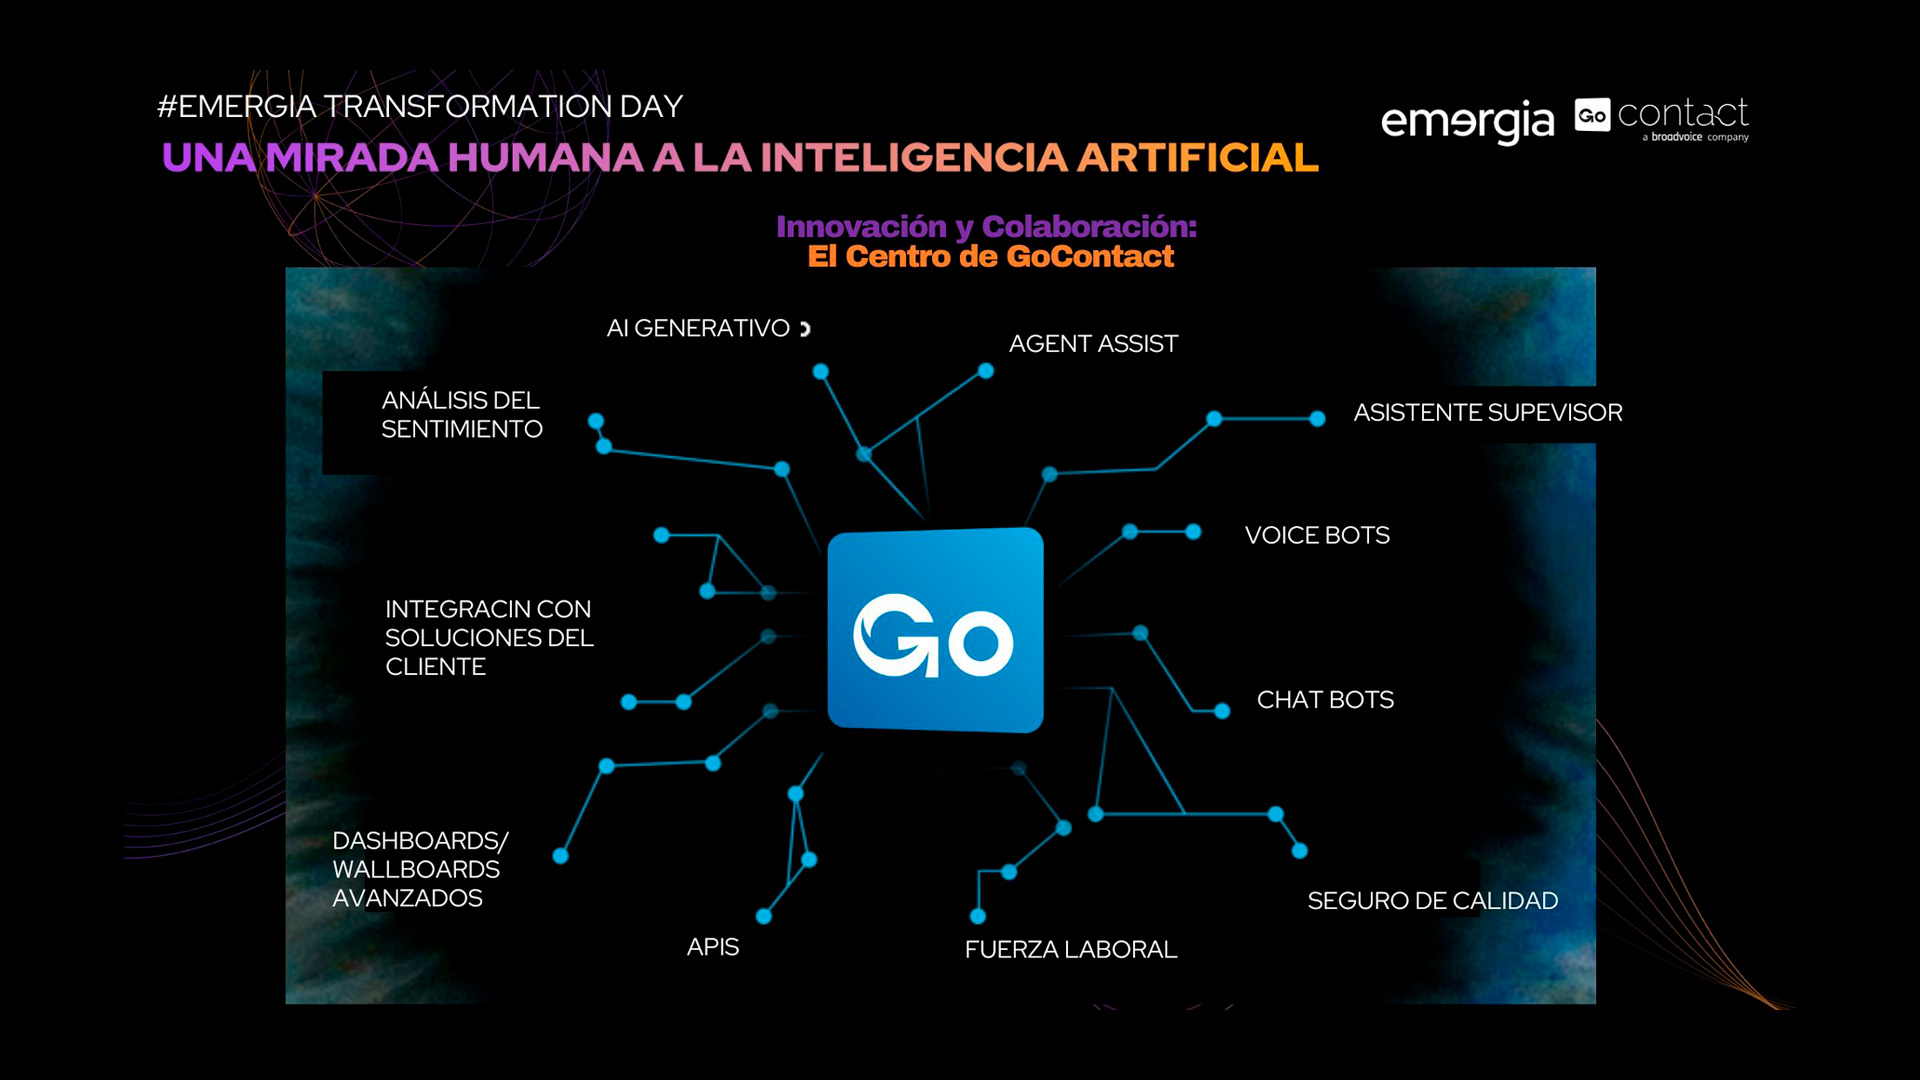 #EMERGIA TRANSFORMATION DAY
UNA MIRADA HUMANA A LA INTELIGENCIA ARTIFICIAL
emergia
Go contact
a broadvoice company
Innovación y Colaboración:
El Centro de GoContact
AI GENERATIVO
AGENT ASSIST
ANÁLISIS DEL
SENTIMIENTO
ASISTENTE SUPEVISOR
VOICE BOTS
INTEGRACIN CON
SOLUCIONES DEL
CLIENTE
Go
CHAT BOTS
DASHBOARDS/
WALLBOARDS
AVANZADOS
SEGURO DE CALIDAD
APIS
FUERZA LABORAL